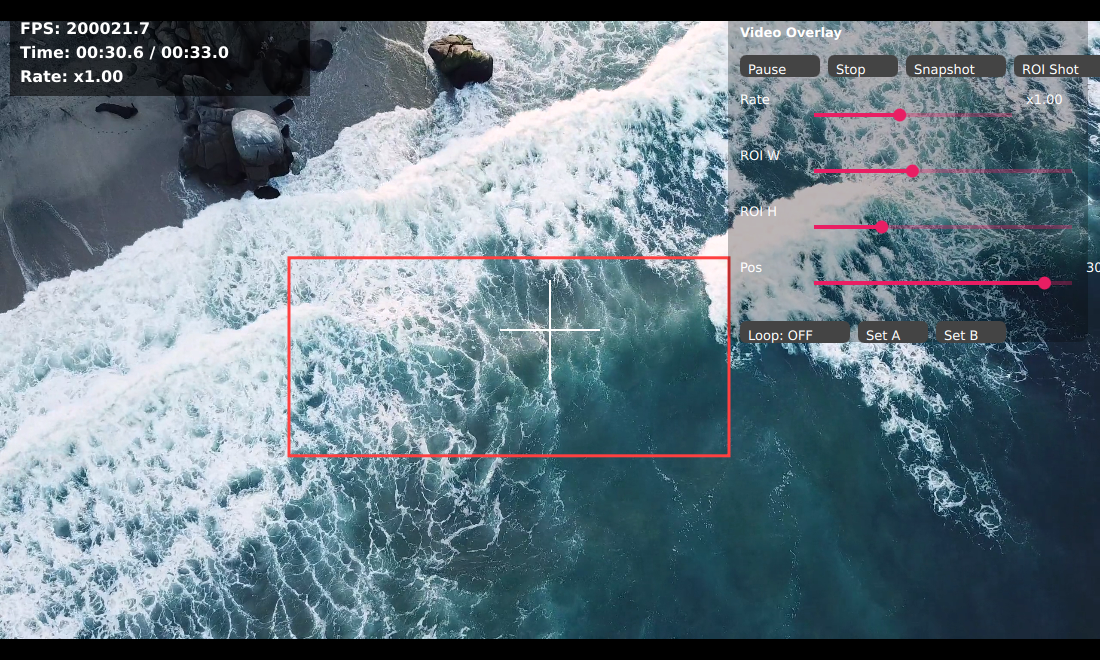 FPS: 200021.7
Time: 00:30.6 / 00:33.0
Rate: x1.00
Video Overlay
Pause Stop Snapshot ROI Shot
Rate x1.00
ROI W
ROI H
Pos 30
Loop: OFF Set A Set B